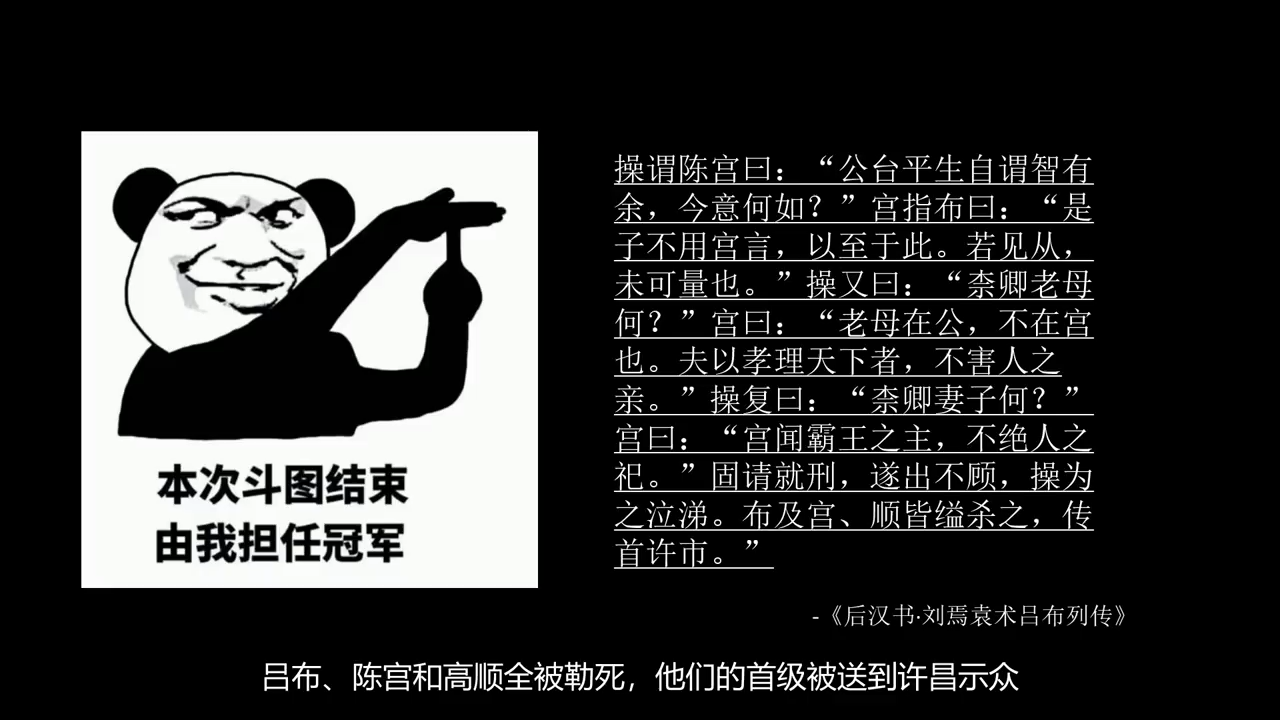 本次斗图结束
由我担任冠军
操谓陈宫曰：“公台平生自谓智有
余，今意何如？”宫指布曰：“是
子不用宫言，以至于此。若见从，
未可量也。”操又曰：“柰卿老母
何？”宫曰：“老母在公，不在宫
也。夫以孝理天下者，不害人之
亲。”操复曰：“柰卿妻子何？”
宫曰：“宫闻霸王之主，不绝人之
祀。”固请就刑，遂出不顾，操为
之泣涕。布及宫、顺皆缢杀之，传
首许市。”
-《后汉书·刘焉袁术吕布列传》
吕布、陈宫和高顺全被勒死，他们的首级被送到许昌示众